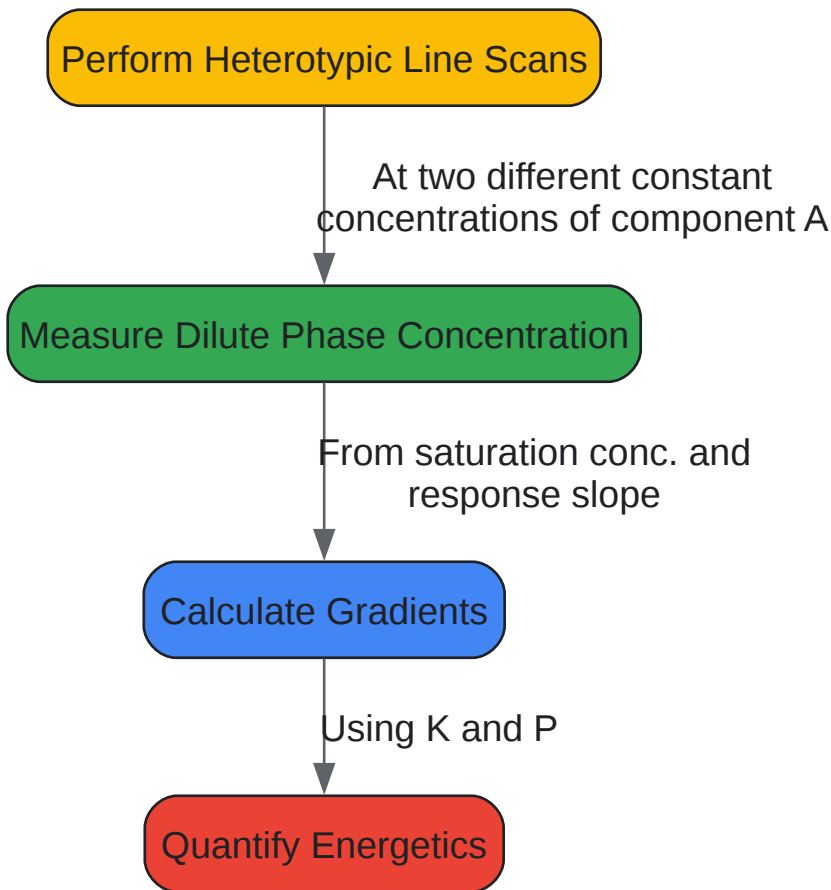 Perform Heterotypic Line Scans
At two different constant
concentrations of component A
Measure Dilute Phase Concentration
From saturation conc. and
response slope
Calculate Gradients
Using K and P
Quantify Energetics